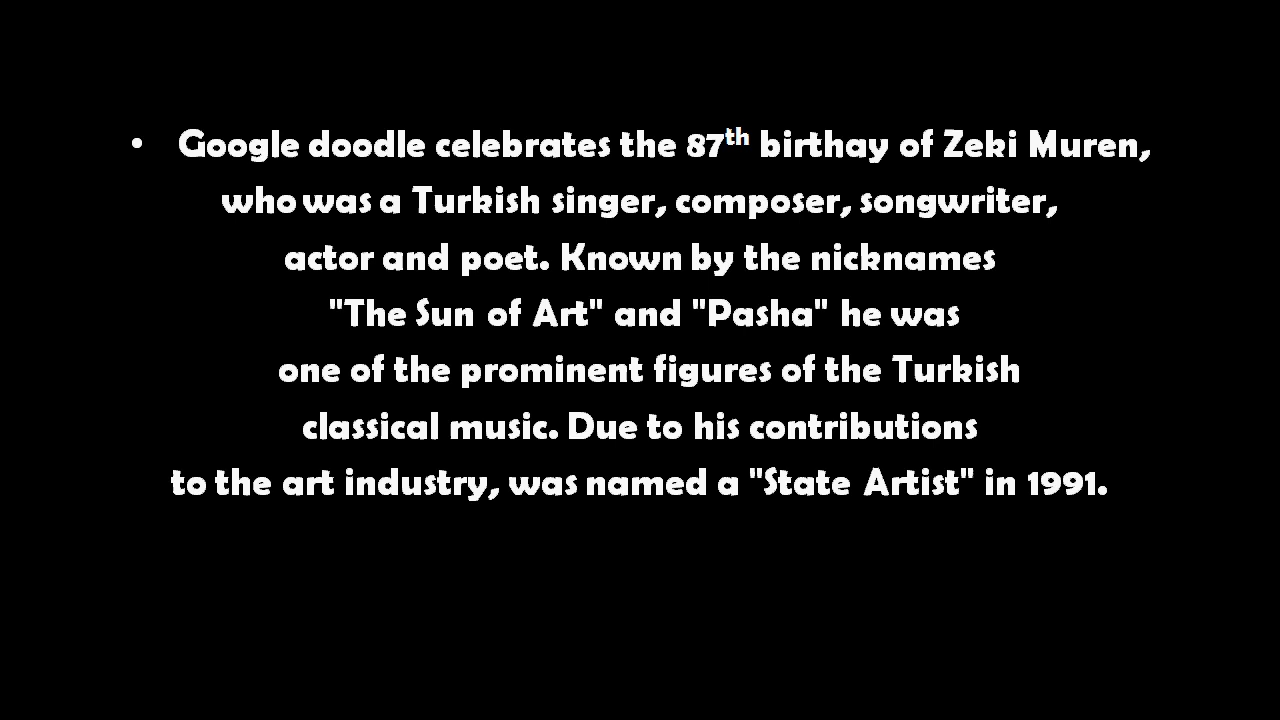 • Google doodle celebrates the 87th birthay of Zeki Muren,
who was a Turkish singer, composer, songwriter,
actor and poet. Known by the nicknames
"The Sun of Art" and "Pasha" he was
one of the prominent figures of the Turkish
classical music. Due to his contributions
to the art industry, was named a "State Artist" in 1991.